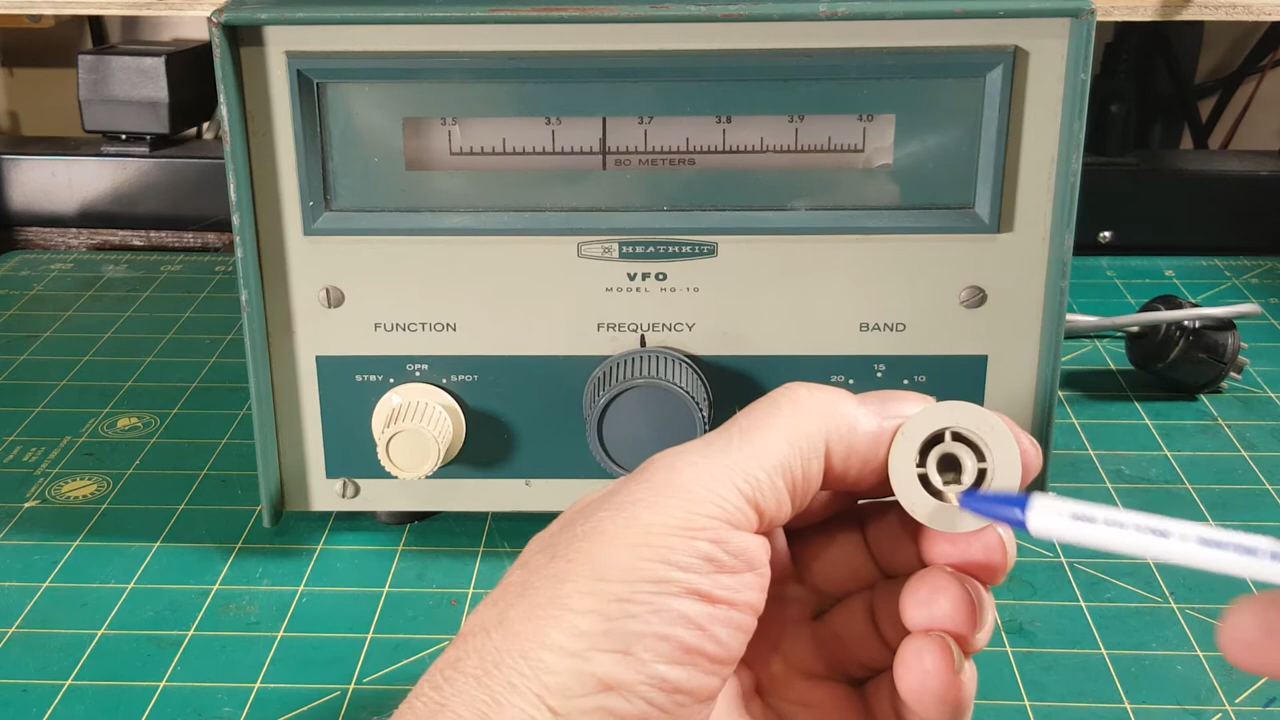 3.5 3.5 3.7 3.8 3.9 4.0
80 METERS
HEATHKIT
VFO
MODEL HG-10
FUNCTION FREQUENCY BAND
STBY OPR SPOT
20 15 10